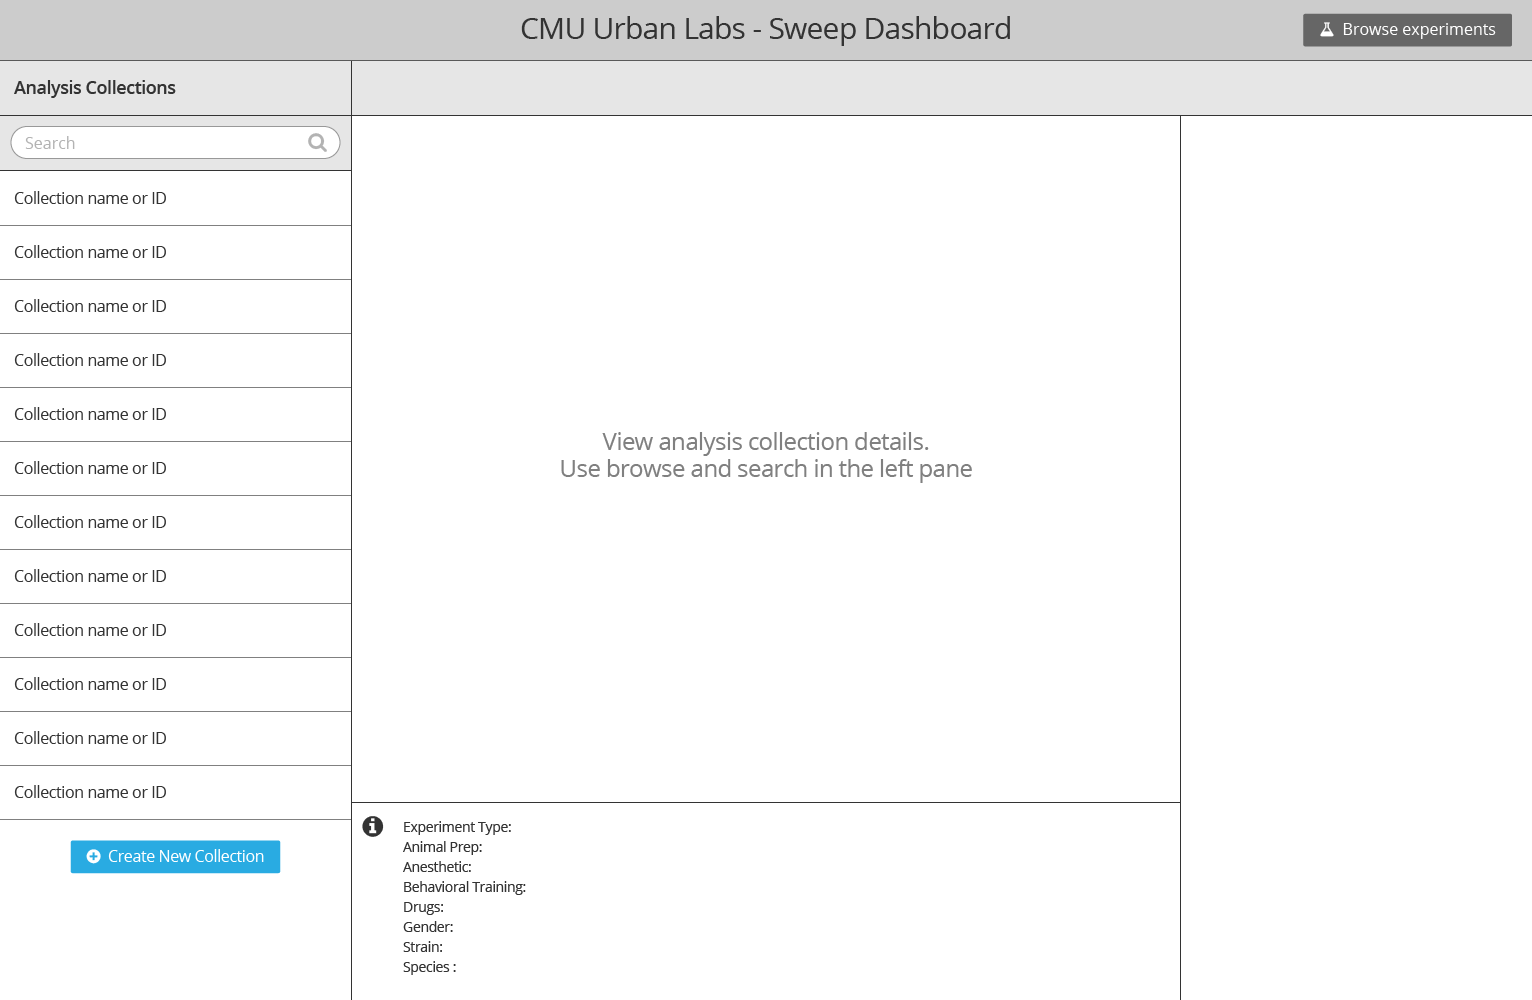 CMU Urban Labs - Sweep Dashboard
Browse experiments
Analysis Collections
Search
Collection name or ID
Collection name or ID
Collection name or ID
Collection name or ID
Collection name or ID
Collection name or ID
Collection name or ID
Collection name or ID
Collection name or ID
Collection name or ID
Collection name or ID
Collection name or ID
Create New Collection
View analysis collection details.
Use browse and search in the left pane
Experiment Type:
Animal Prep:
Anesthetic:
Behavioral Training:
Drugs:
Gender:
Strain:
Species :